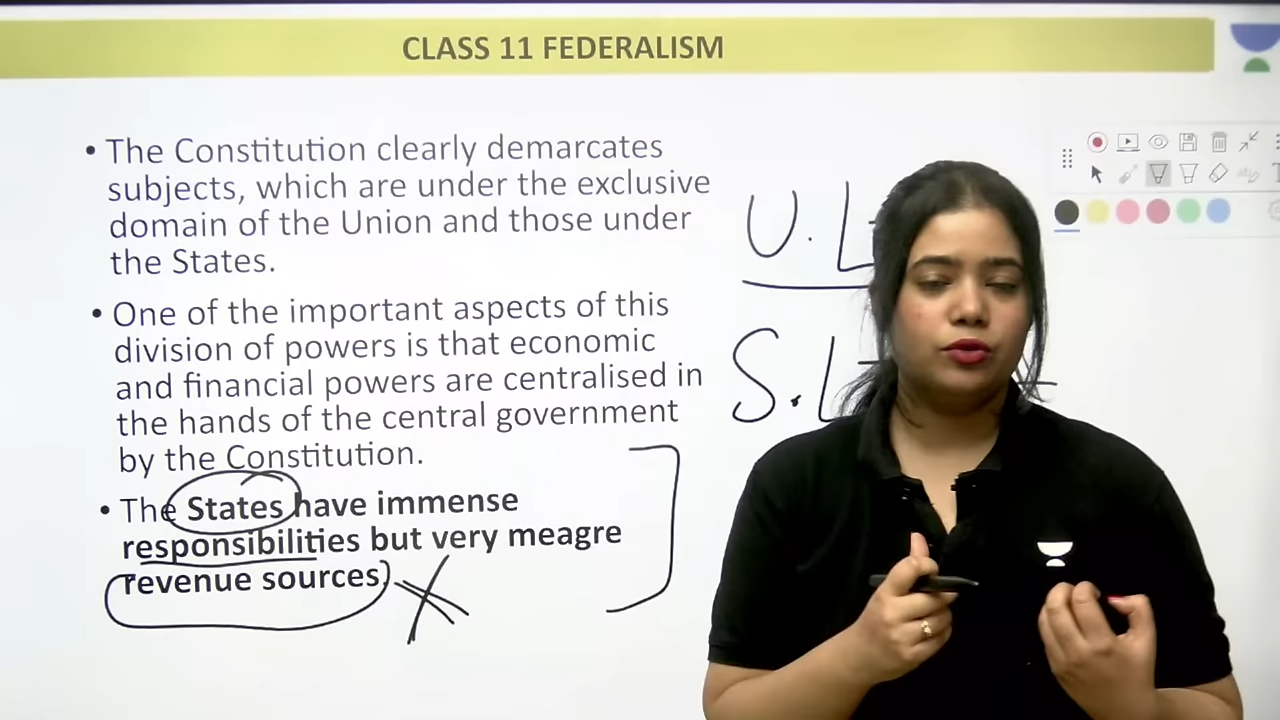 CLASS 11 FEDERALISM
• The Constitution clearly demarcates
subjects, which are under the exclusive
domain of the Union and those under
the States.
• One of the important aspects of this
division of powers is that economic
and financial powers are centralised in
the hands of the central government
by the Constitution.
• The States have immense
responsibilities but very meagre
revenue sources.
U. L
S. L